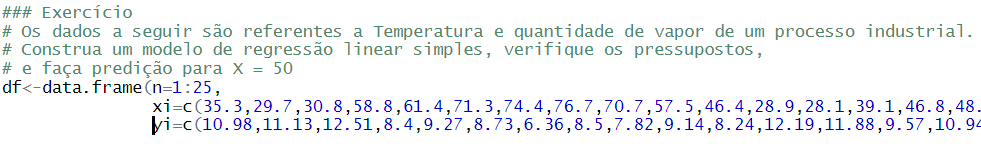 ### Exercício
# Os dados a seguir são referentes a Temperatura e quantidade de vapor de um processo industrial.
# Construa um modelo de regressão linear simples, verifique os pressupostos,
# e faça predição para X = 50
df<-data.frame(n=1:25,
xi=c(35.3,29.7,30.8,58.8,61.4,71.3,74.4,76.7,70.7,57.5,46.4,28.9,28.1,39.1,46.8,48.
yi=c(10.98,11.13,12.51,8.4,9.27,8.73,6.36,8.5,7.82,9.14,8.24,12.19,11.88,9.57,10.94